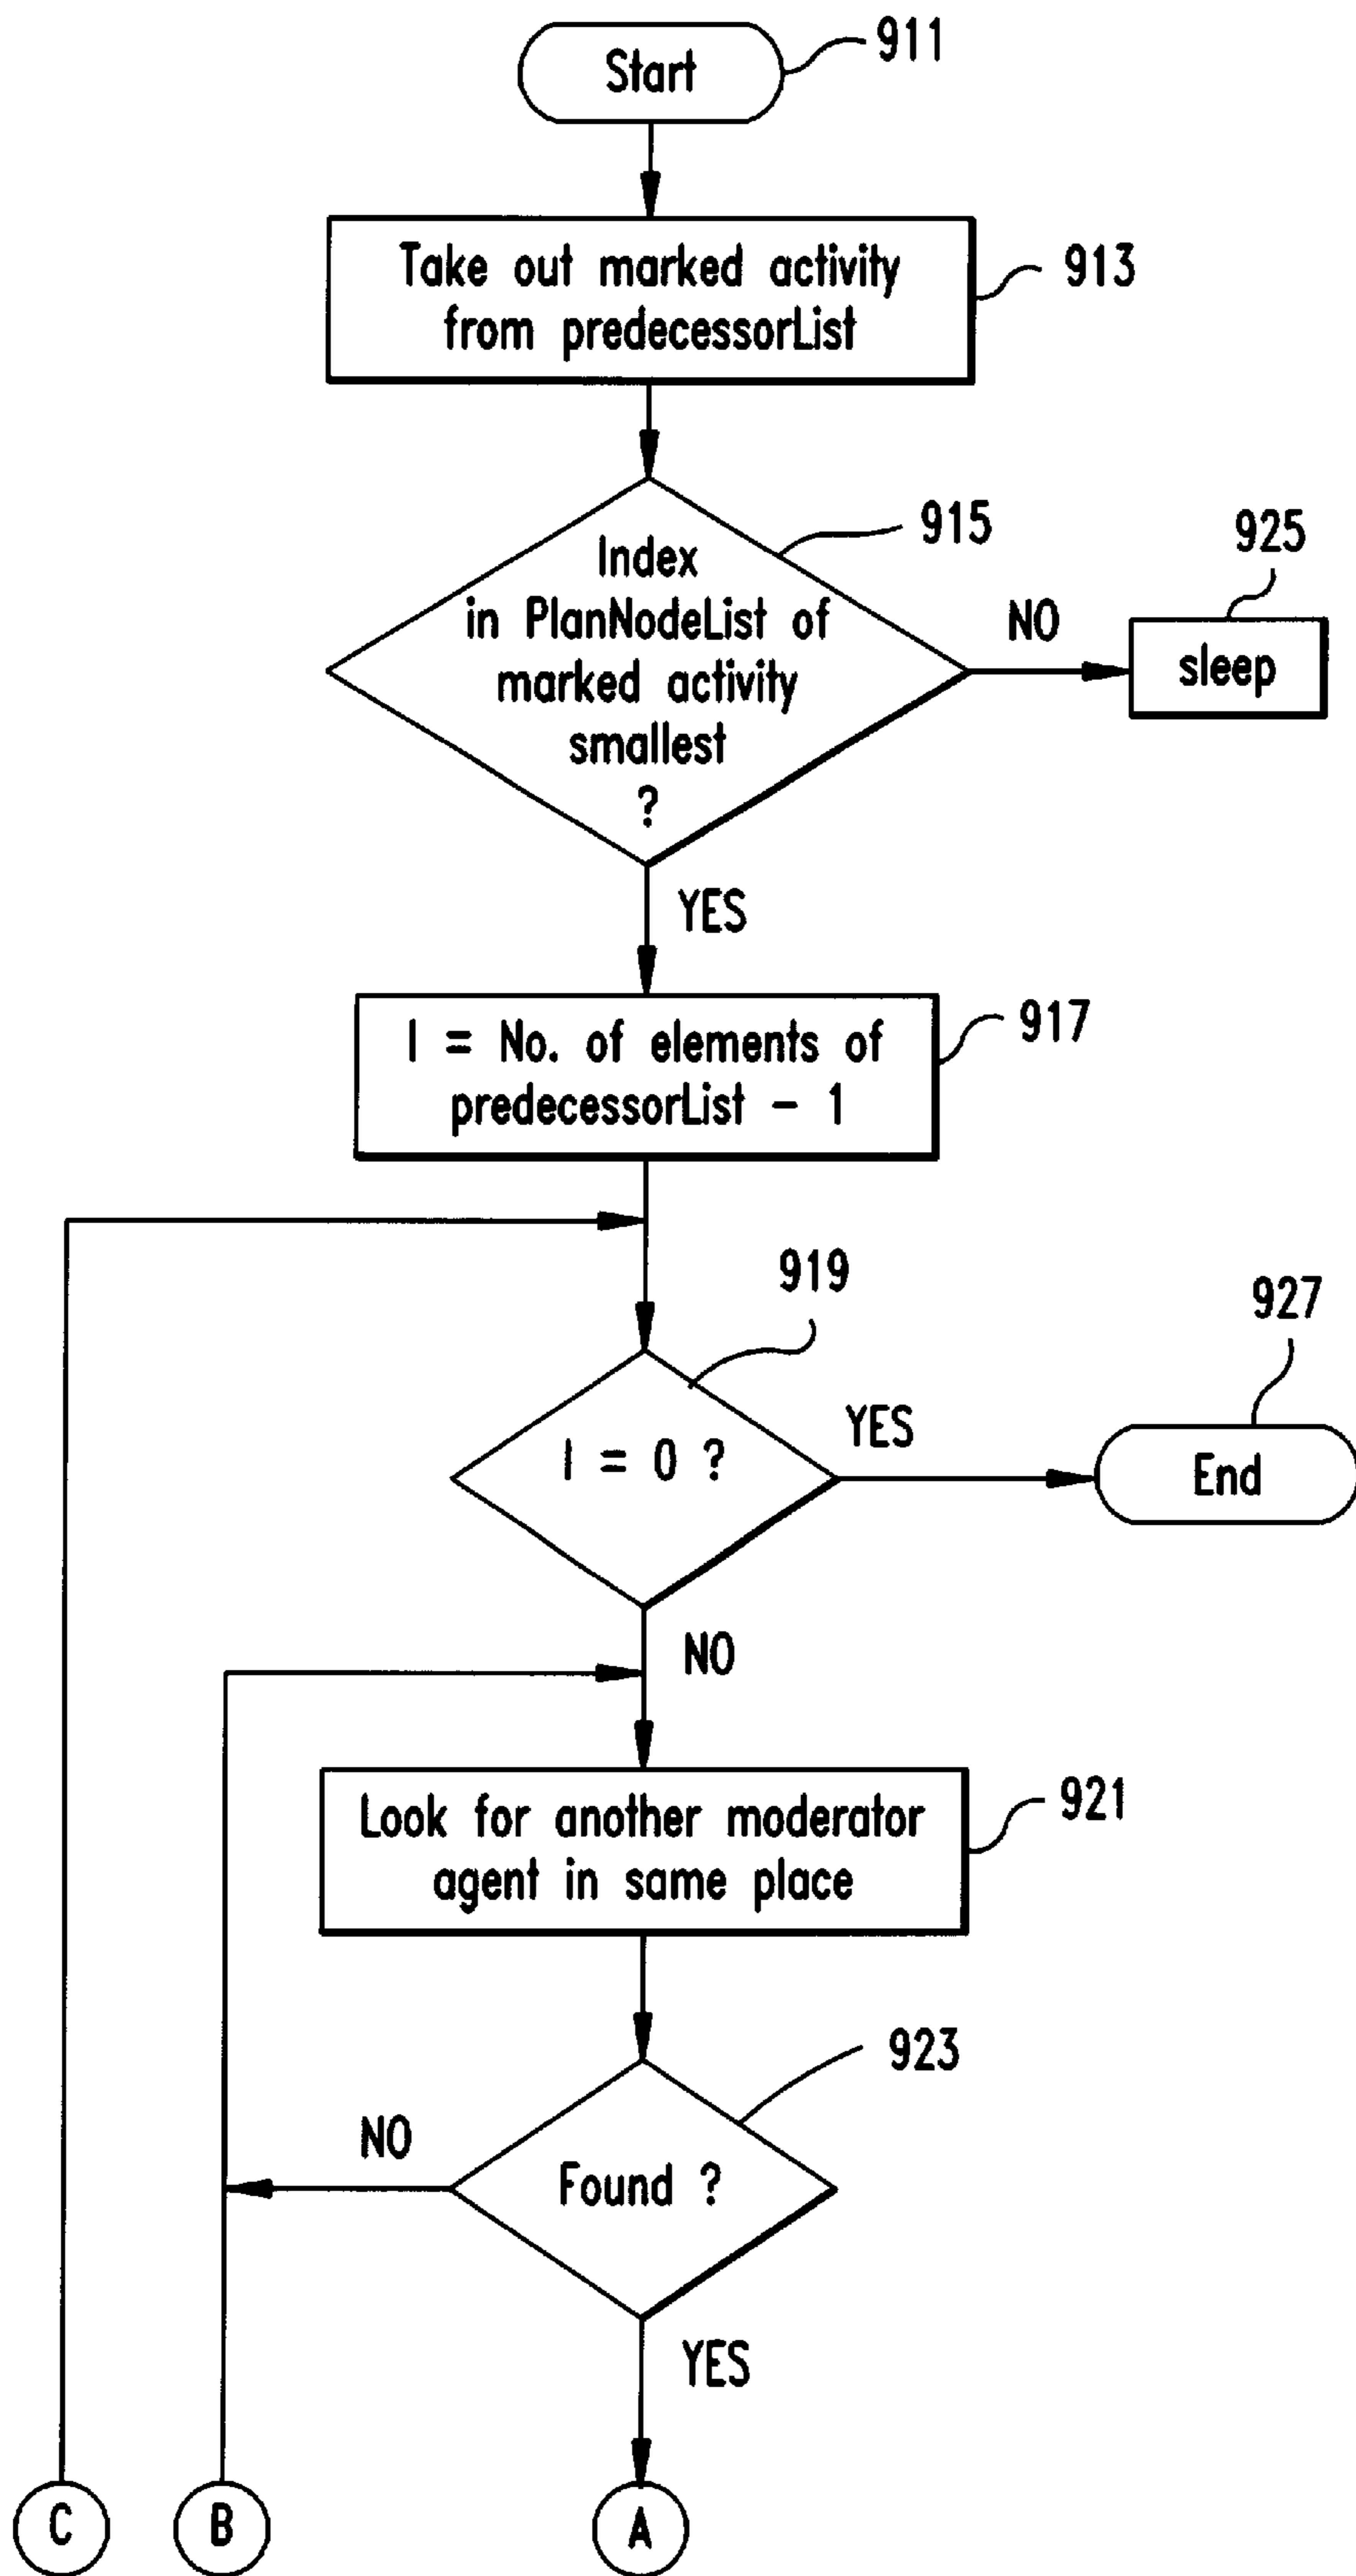 Start
911
Take out marked activity
from predecessorList
913
Index
in PlanNodeList of
marked activity
smallest
?
915
NO
925
sleep
YES
I = No. of elements of
predecessorList - 1
917
919
I = 0 ?
YES
927
End
NO
Look for another moderator
agent in same place
921
923
Found ?
NO
YES
C
B
A